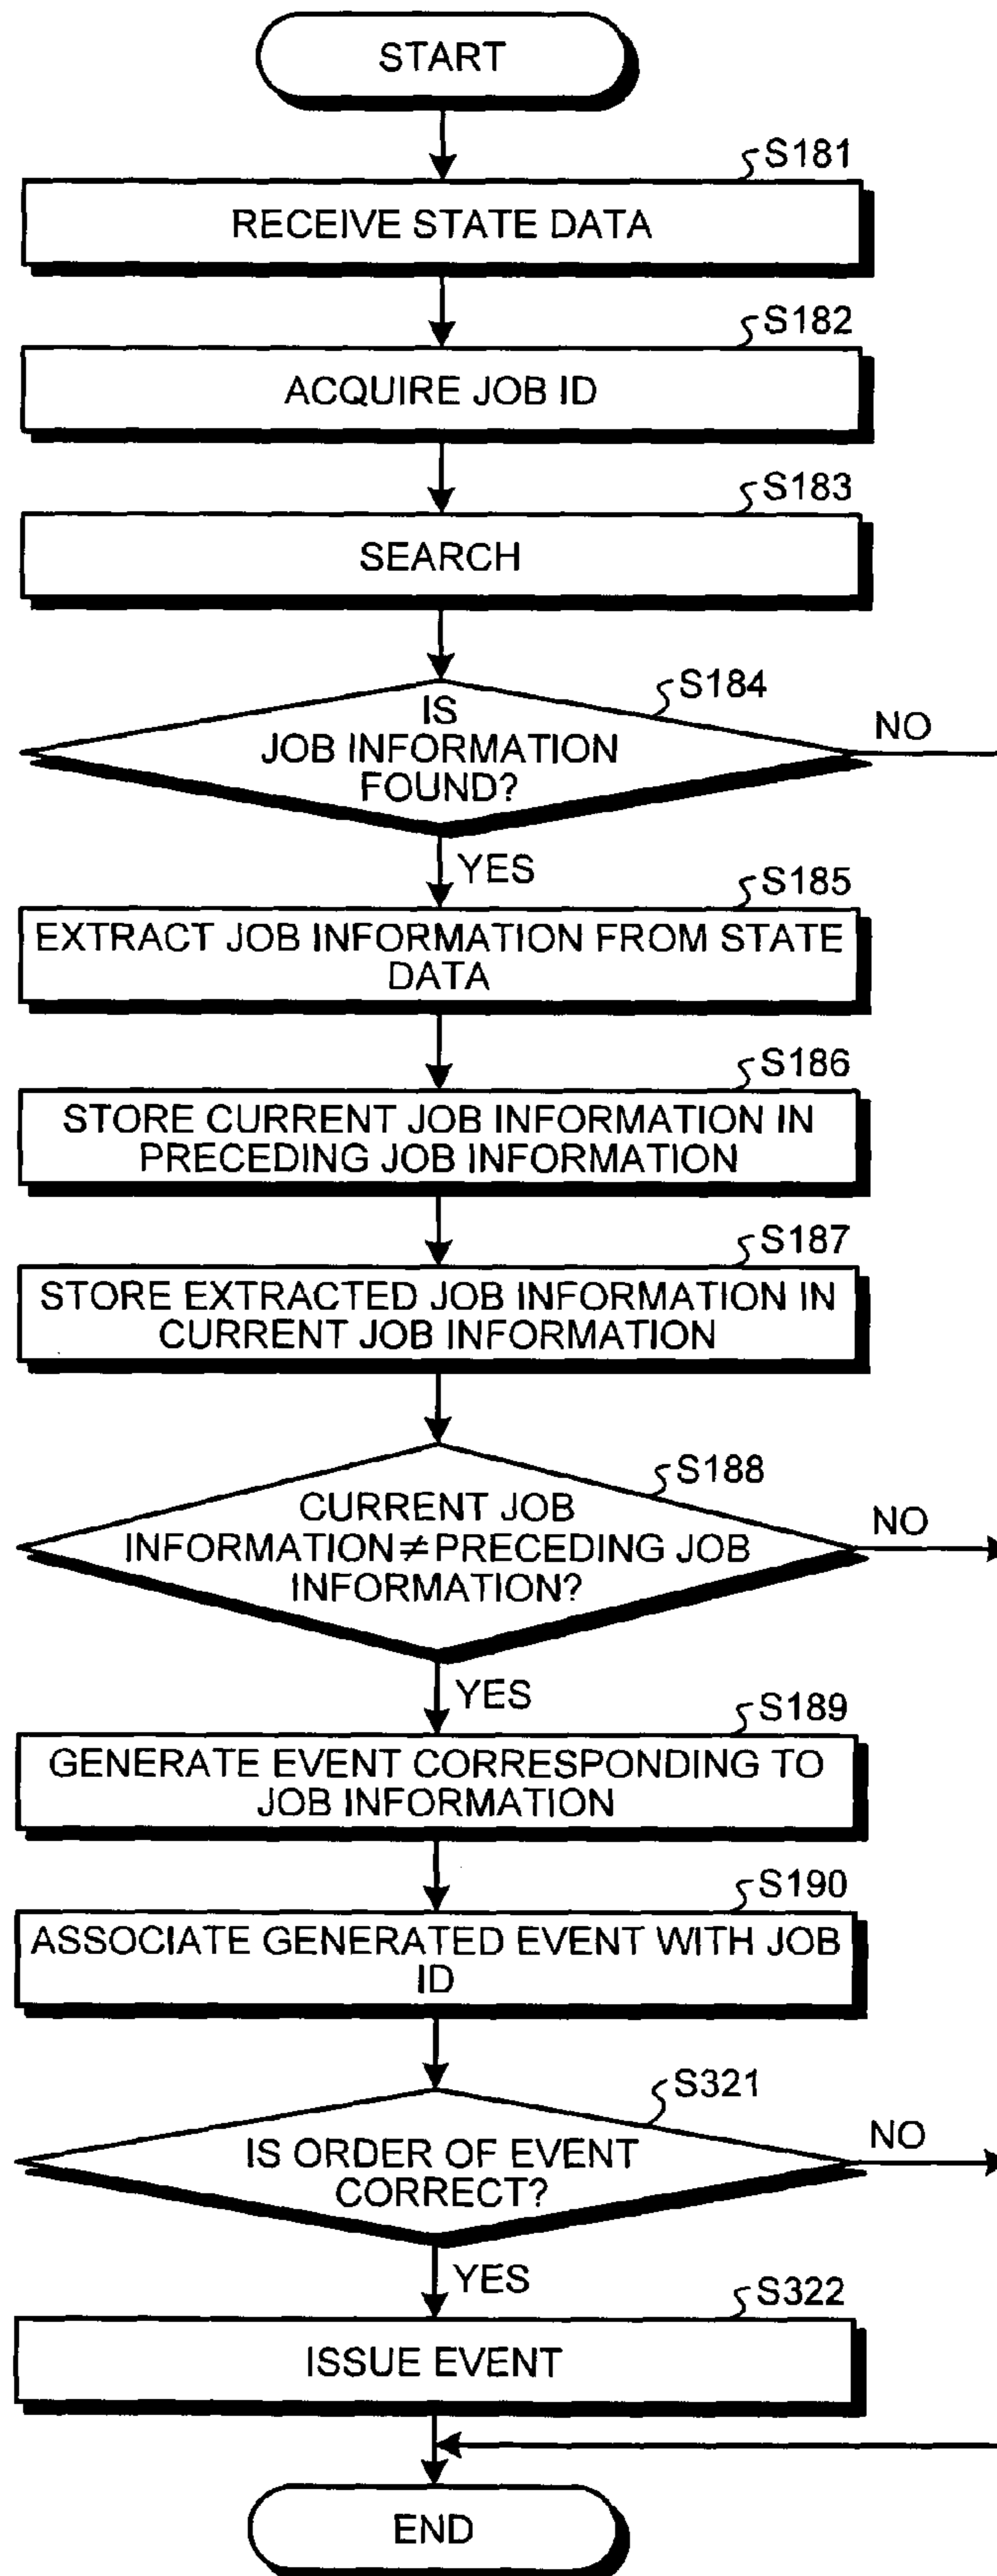 START
S181
RECEIVE STATE DATA
S182
ACQUIRE JOB ID
S183
SEARCH
S184
IS
JOB INFORMATION
FOUND?
NO
YES
S185
EXTRACT JOB INFORMATION FROM STATE
DATA
S186
STORE CURRENT JOB INFORMATION IN
PRECEDING JOB INFORMATION
S187
STORE EXTRACTED JOB INFORMATION IN
CURRENT JOB INFORMATION
S188
CURRENT JOB
INFORMATION≠PRECEDING JOB
INFORMATION?
NO
YES
S189
GENERATE EVENT CORRESPONDING TO
JOB INFORMATION
S190
ASSOCIATE GENERATED EVENT WITH JOB
ID
S321
IS ORDER OF EVENT
CORRECT?
NO
YES
S322
ISSUE EVENT
END